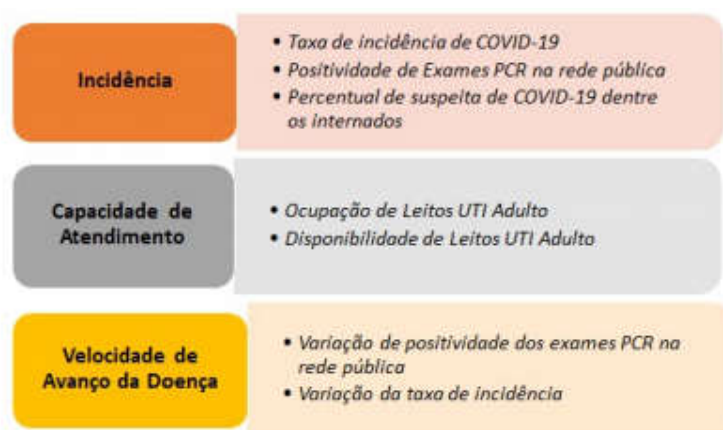 Incidência
• Taxa de incidência de COVID-19
• Positividade de Exames PCR na rede pública
• Percentual de suspeita de COVID-19 dentre
os internados
Capacidade de
Atendimento
• Ocupação de Leitos UTI Adulto
• Disponibilidade de Leitos UTI Adulto
Velocidade de
Avanço da Doença
• Variação de positividade dos exames PCR na
rede pública
• Variação da taxa de incidência